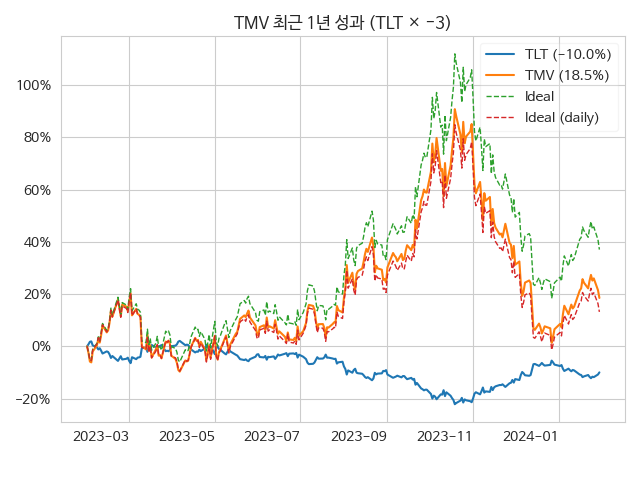 TMV 최근 1년 성과 (TLT × −3)
TLT (−10.0%)
TMV (18.5%)
Ideal
Ideal (daily)
100%
80%
60%
40%
20%
0%
−20%
2023−03
2023−05
2023−07
2023−09
2023−11
2024−01